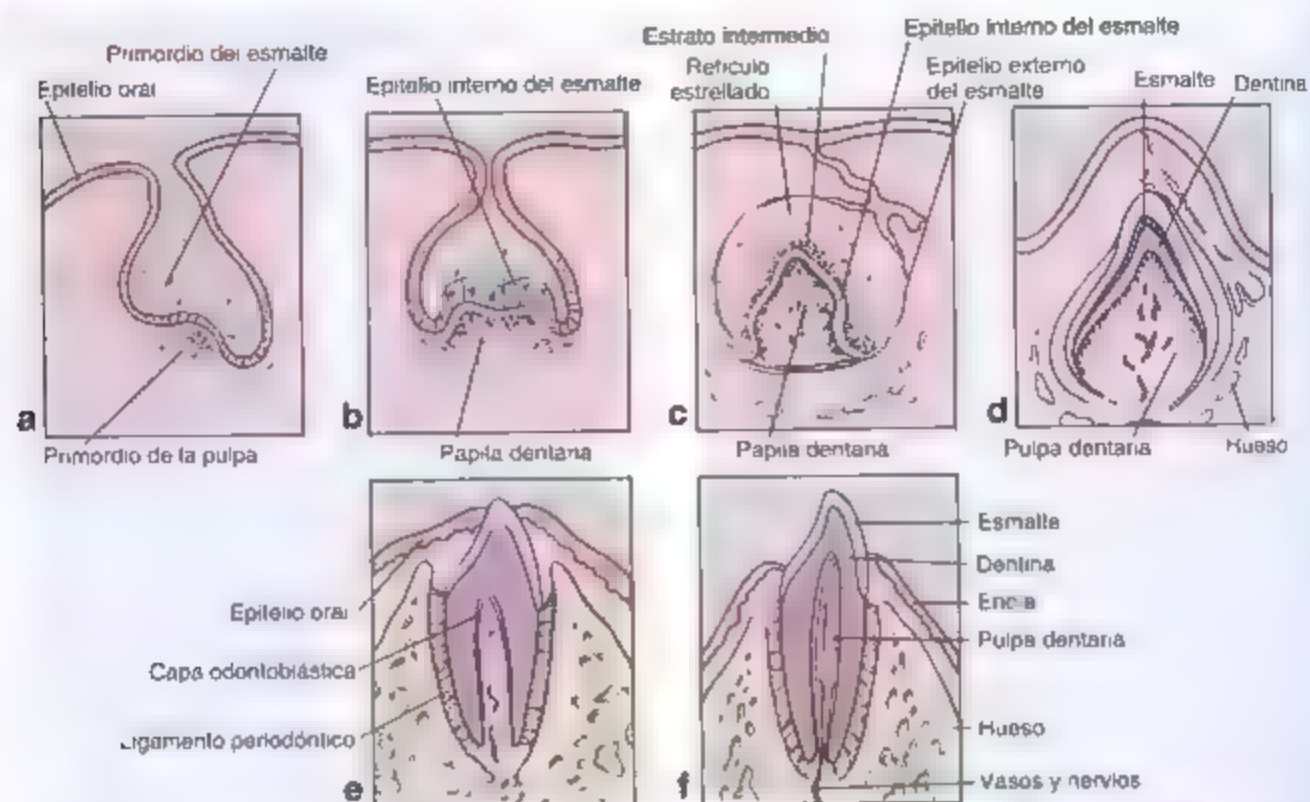 Primordio del esmalte
Epitelio oral
Primordio de la pulpa
a
Epitelio interno del esmalte
b
Papila dentaria
Estrato intermedio
Retículo
estrellado
Epitelio interno del esmalte
Epitelio externo
del esmalte
c
Papila dentaria
Esmalte
Dentina
d
Pulpa dentaria
Hueso
Epitelio oral
Capa odontoblástica
Ligamento periodóntico
e
Esmalte
Dentina
Encía
Pulpa dentaria
Hueso
Vasos y nervios
f